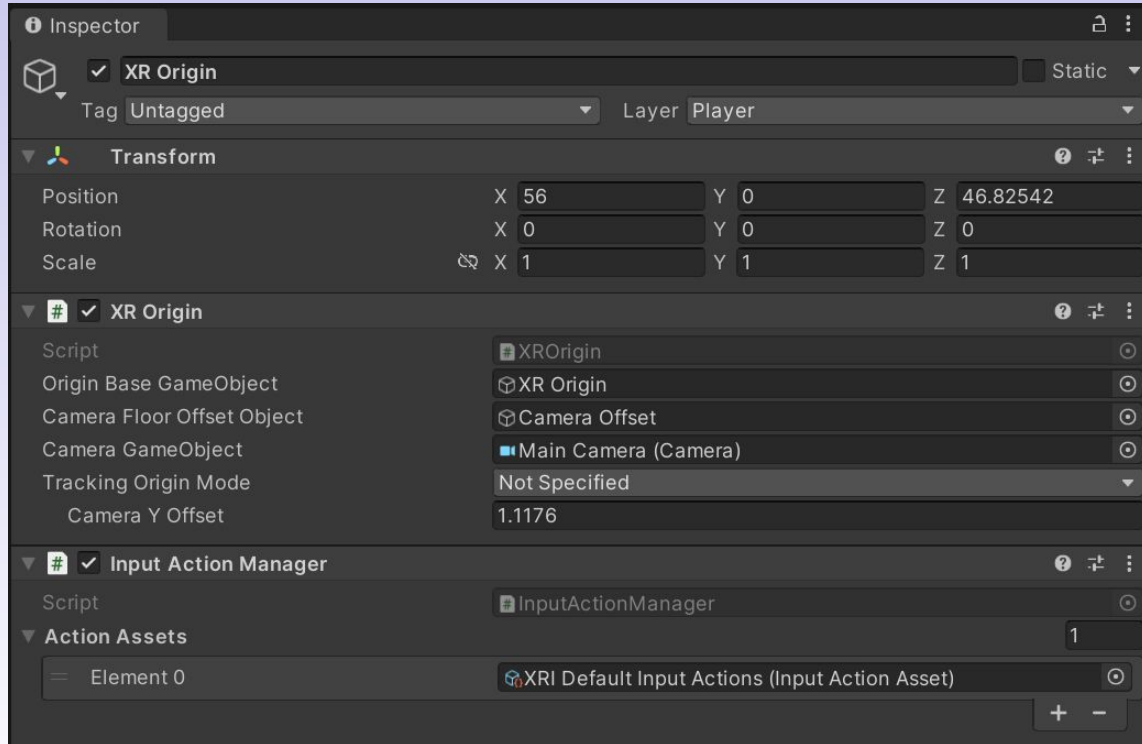 Inspector
XR Origin Static
Tag Untagged Layer Player
Transform
Position X 56 Y 0 Z 46.82542
Rotation X 0 Y 0 Z 0
Scale X 1 Y 1 Z 1
# XR Origin
Script # XROrigin
Origin Base GameObject XR Origin
Camera Floor Offset Object Camera Offset
Camera GameObject Main Camera (Camera)
Tracking Origin Mode Not Specified
Camera Y Offset 1.1176
# Input Action Manager
Script # InputActionManager
Action Assets 1
Element 0 XRI Default Input Actions (Input Action Asset)
+ −